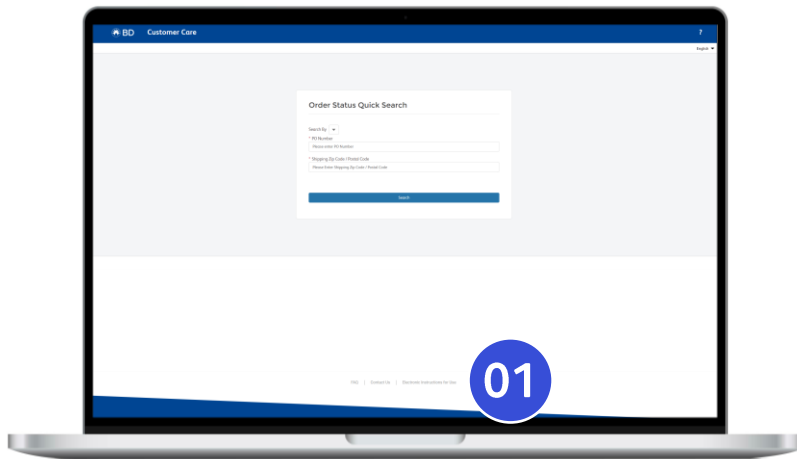 BD Customer Care ?
English
Order Status Quick Search
Search By
* PO Number
Please enter PO Number
* Shipping Zip Code / Postal Code
Please Enter Shipping Zip Code / Postal Code
Search
FAQ | Contact Us | Electronic Instructions for Use
01